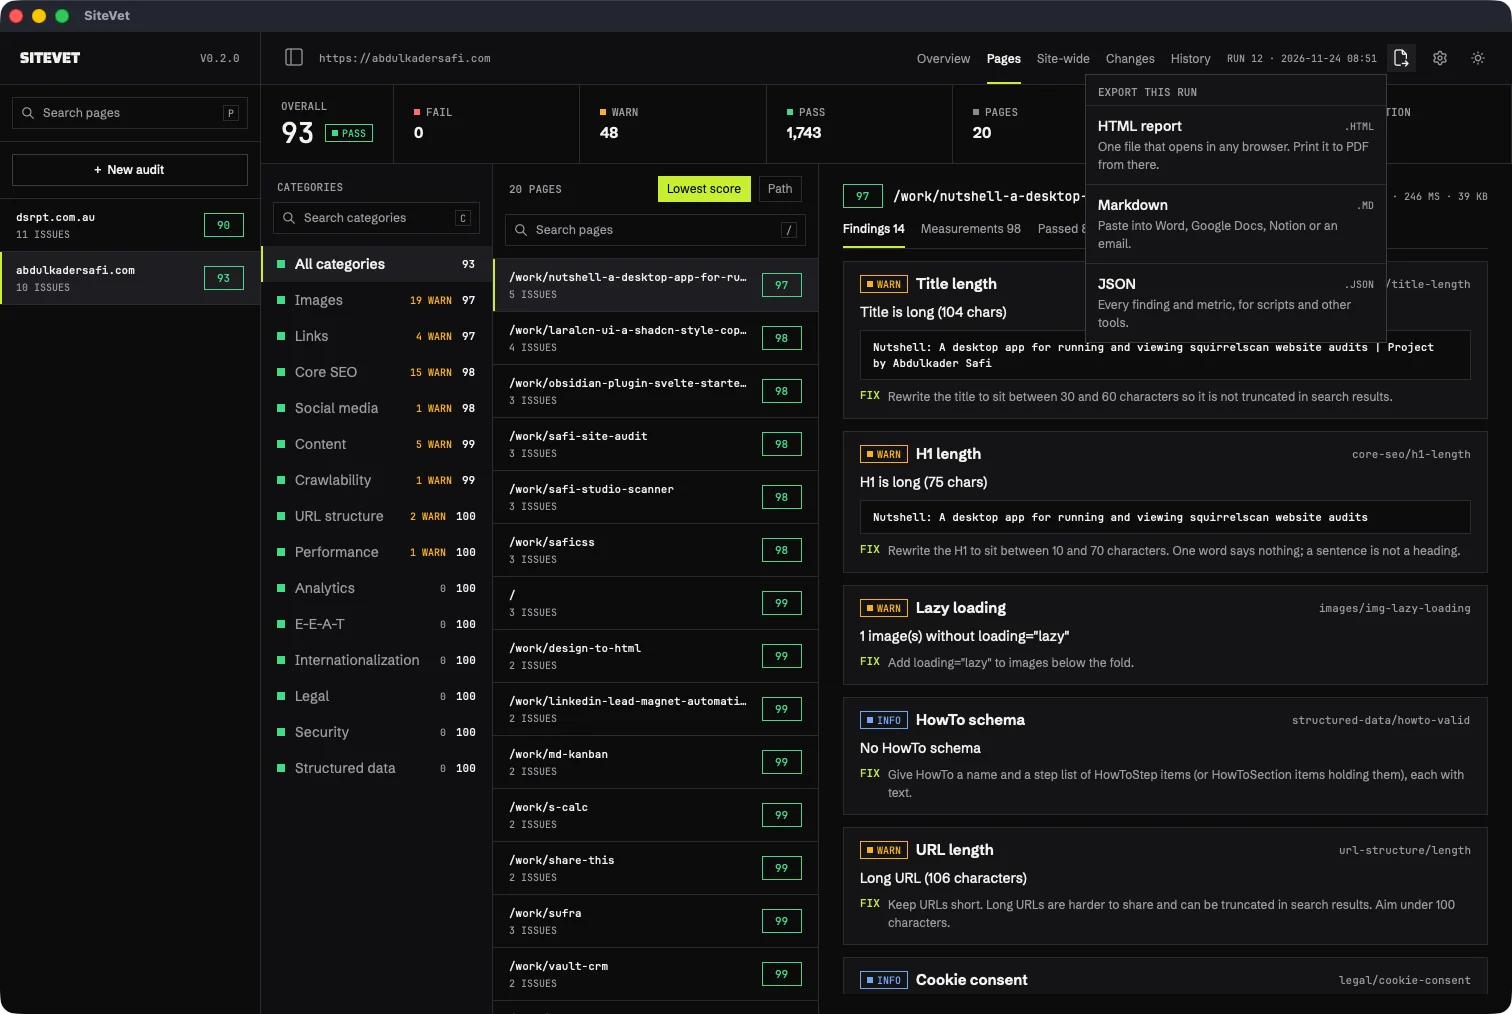 SiteVet
SITEVET
V0.2.0
https://abdulkadersafi.com
Overview
Pages
Site-wide
Changes
History
RUN 12 · 2026-11-24 08:51
Search pages
P
+ New audit
dsrpt.com.au
11 ISSUES
90
abdulkadersafi.com
10 ISSUES
93
OVERALL
93
PASS
FAIL
0
WARN
48
PASS
1,743
PAGES
20
EXPORT THIS RUN
HTML report
.HTML
One file that opens in any browser. Print it to PDF
from there.
Markdown
.MD
Paste into Word, Google Docs, Notion or an
email.
JSON
.JSON
Every finding and metric, for scripts and other
tools.
CATEGORIES
Search categories
C
All categories 93
Images 19 WARN 97
Links 4 WARN 97
Core SEO 15 WARN 98
Social media 1 WARN 98
Content 5 WARN 99
Crawlability 1 WARN 99
URL structure 2 WARN 100
Performance 1 WARN 100
Analytics 0 100
E-E-A-T 0 100
Internationalization 0 100
Legal 0 100
Security 0 100
Structured data 0 100
20 PAGES
Lowest score
Path
Search pages
/
/work/nutshell-a-desktop-app-for-ru…
5 ISSUES
97
/work/laralcn-ui-a-shadcn-style-cop…
4 ISSUES
98
/work/obsidian-plugin-svelte-starte…
3 ISSUES
98
/work/safi-site-audit
3 ISSUES
98
/work/safi-studio-scanner
3 ISSUES
98
/work/saficss
3 ISSUES
98
/
3 ISSUES
99
/work/design-to-html
2 ISSUES
99
/work/linkedin-lead-magnet-automati…
2 ISSUES
99
/work/md-kanban
2 ISSUES
99
/work/s-calc
2 ISSUES
99
/work/share-this
2 ISSUES
99
/work/sufra
3 ISSUES
99
/work/vault-crm
2 ISSUES
99
97
/work/nutshell-a-desktop-
· 246 MS · 39 KB
Findings 14
Measurements 98
Passed
WARN
Title length
/title-length
Title is long (104 chars)
Nutshell: A desktop app for running and viewing squirrelscan website audits | Project
by Abdulkader Safi
FIX Rewrite the title to sit between 30 and 60 characters so it is not truncated in search results.
WARN
H1 length
core-seo/h1-length
H1 is long (75 chars)
Nutshell: A desktop app for running and viewing squirrelscan website audits
FIX Rewrite the H1 to sit between 10 and 70 characters. One word says nothing; a sentence is not a heading.
WARN
Lazy loading
images/img-lazy-loading
1 image(s) without loading="lazy"
FIX Add loading="lazy" to images below the fold.
INFO
HowTo schema
structured-data/howto-valid
No HowTo schema
FIX Give HowTo a name and a step list of HowToStep items (or HowToSection items holding them), each with
text.
WARN
URL length
url-structure/length
Long URL (106 characters)
FIX Keep URLs short. Long URLs are harder to share and can be truncated in search results. Aim under 100
characters.
INFO
Cookie consent
legal/cookie-consent